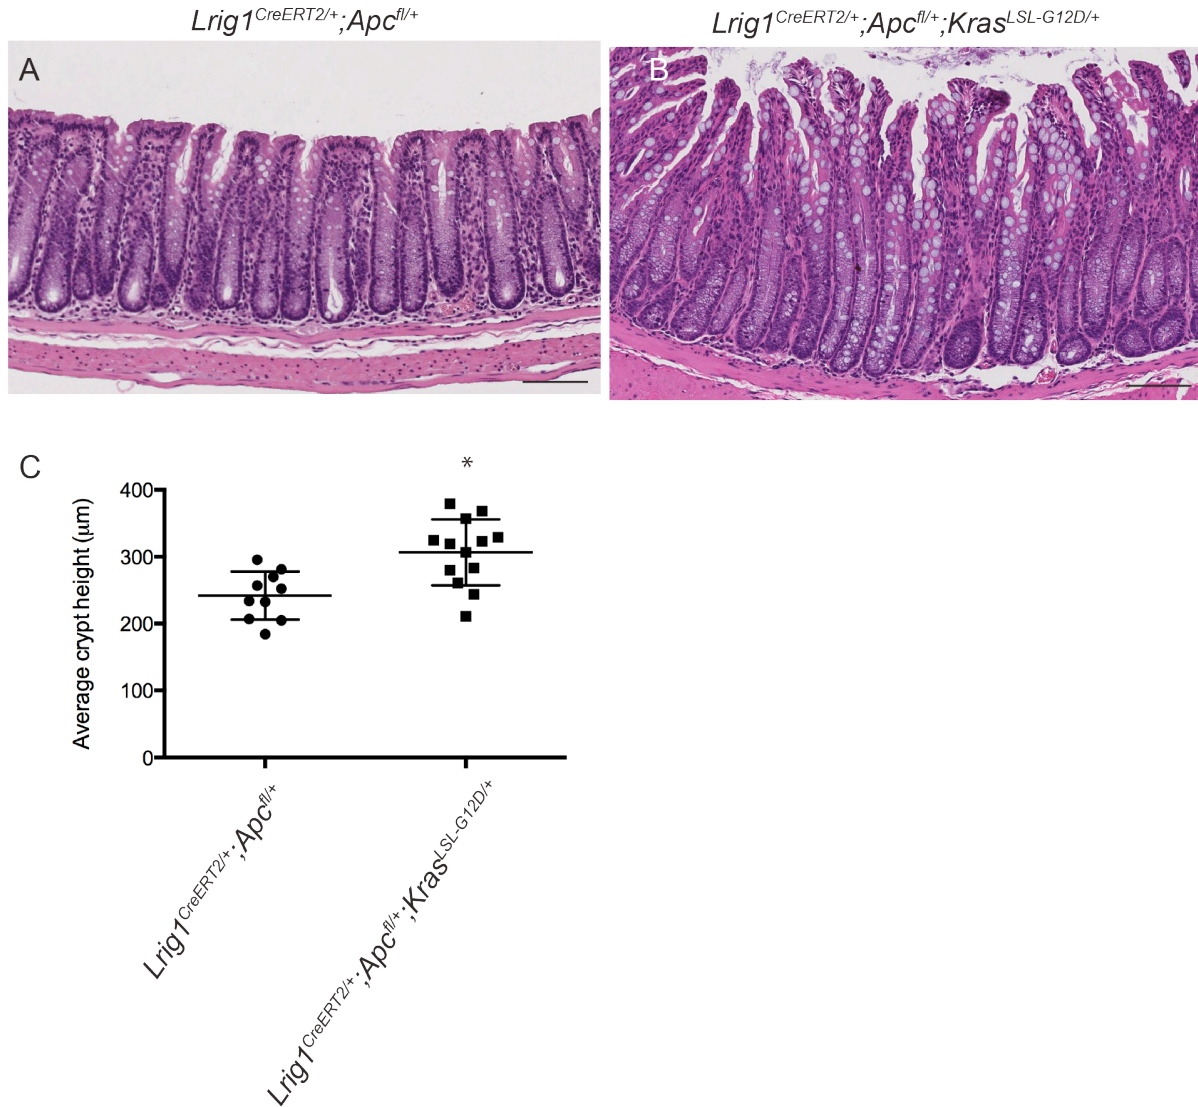 Lrig1CreERT2/+;Apcfl/+
Lrig1CreERT2/+;Apcfl/+;KrasLSL-G12D/+
A
B
C
*
Average crypt height (μm)
400
300
200
100
0
Lrig1CreERT2/+;Apcfl/+
Lrig1CreERT2/+;Apcfl/+;KrasLSL-G12D/+